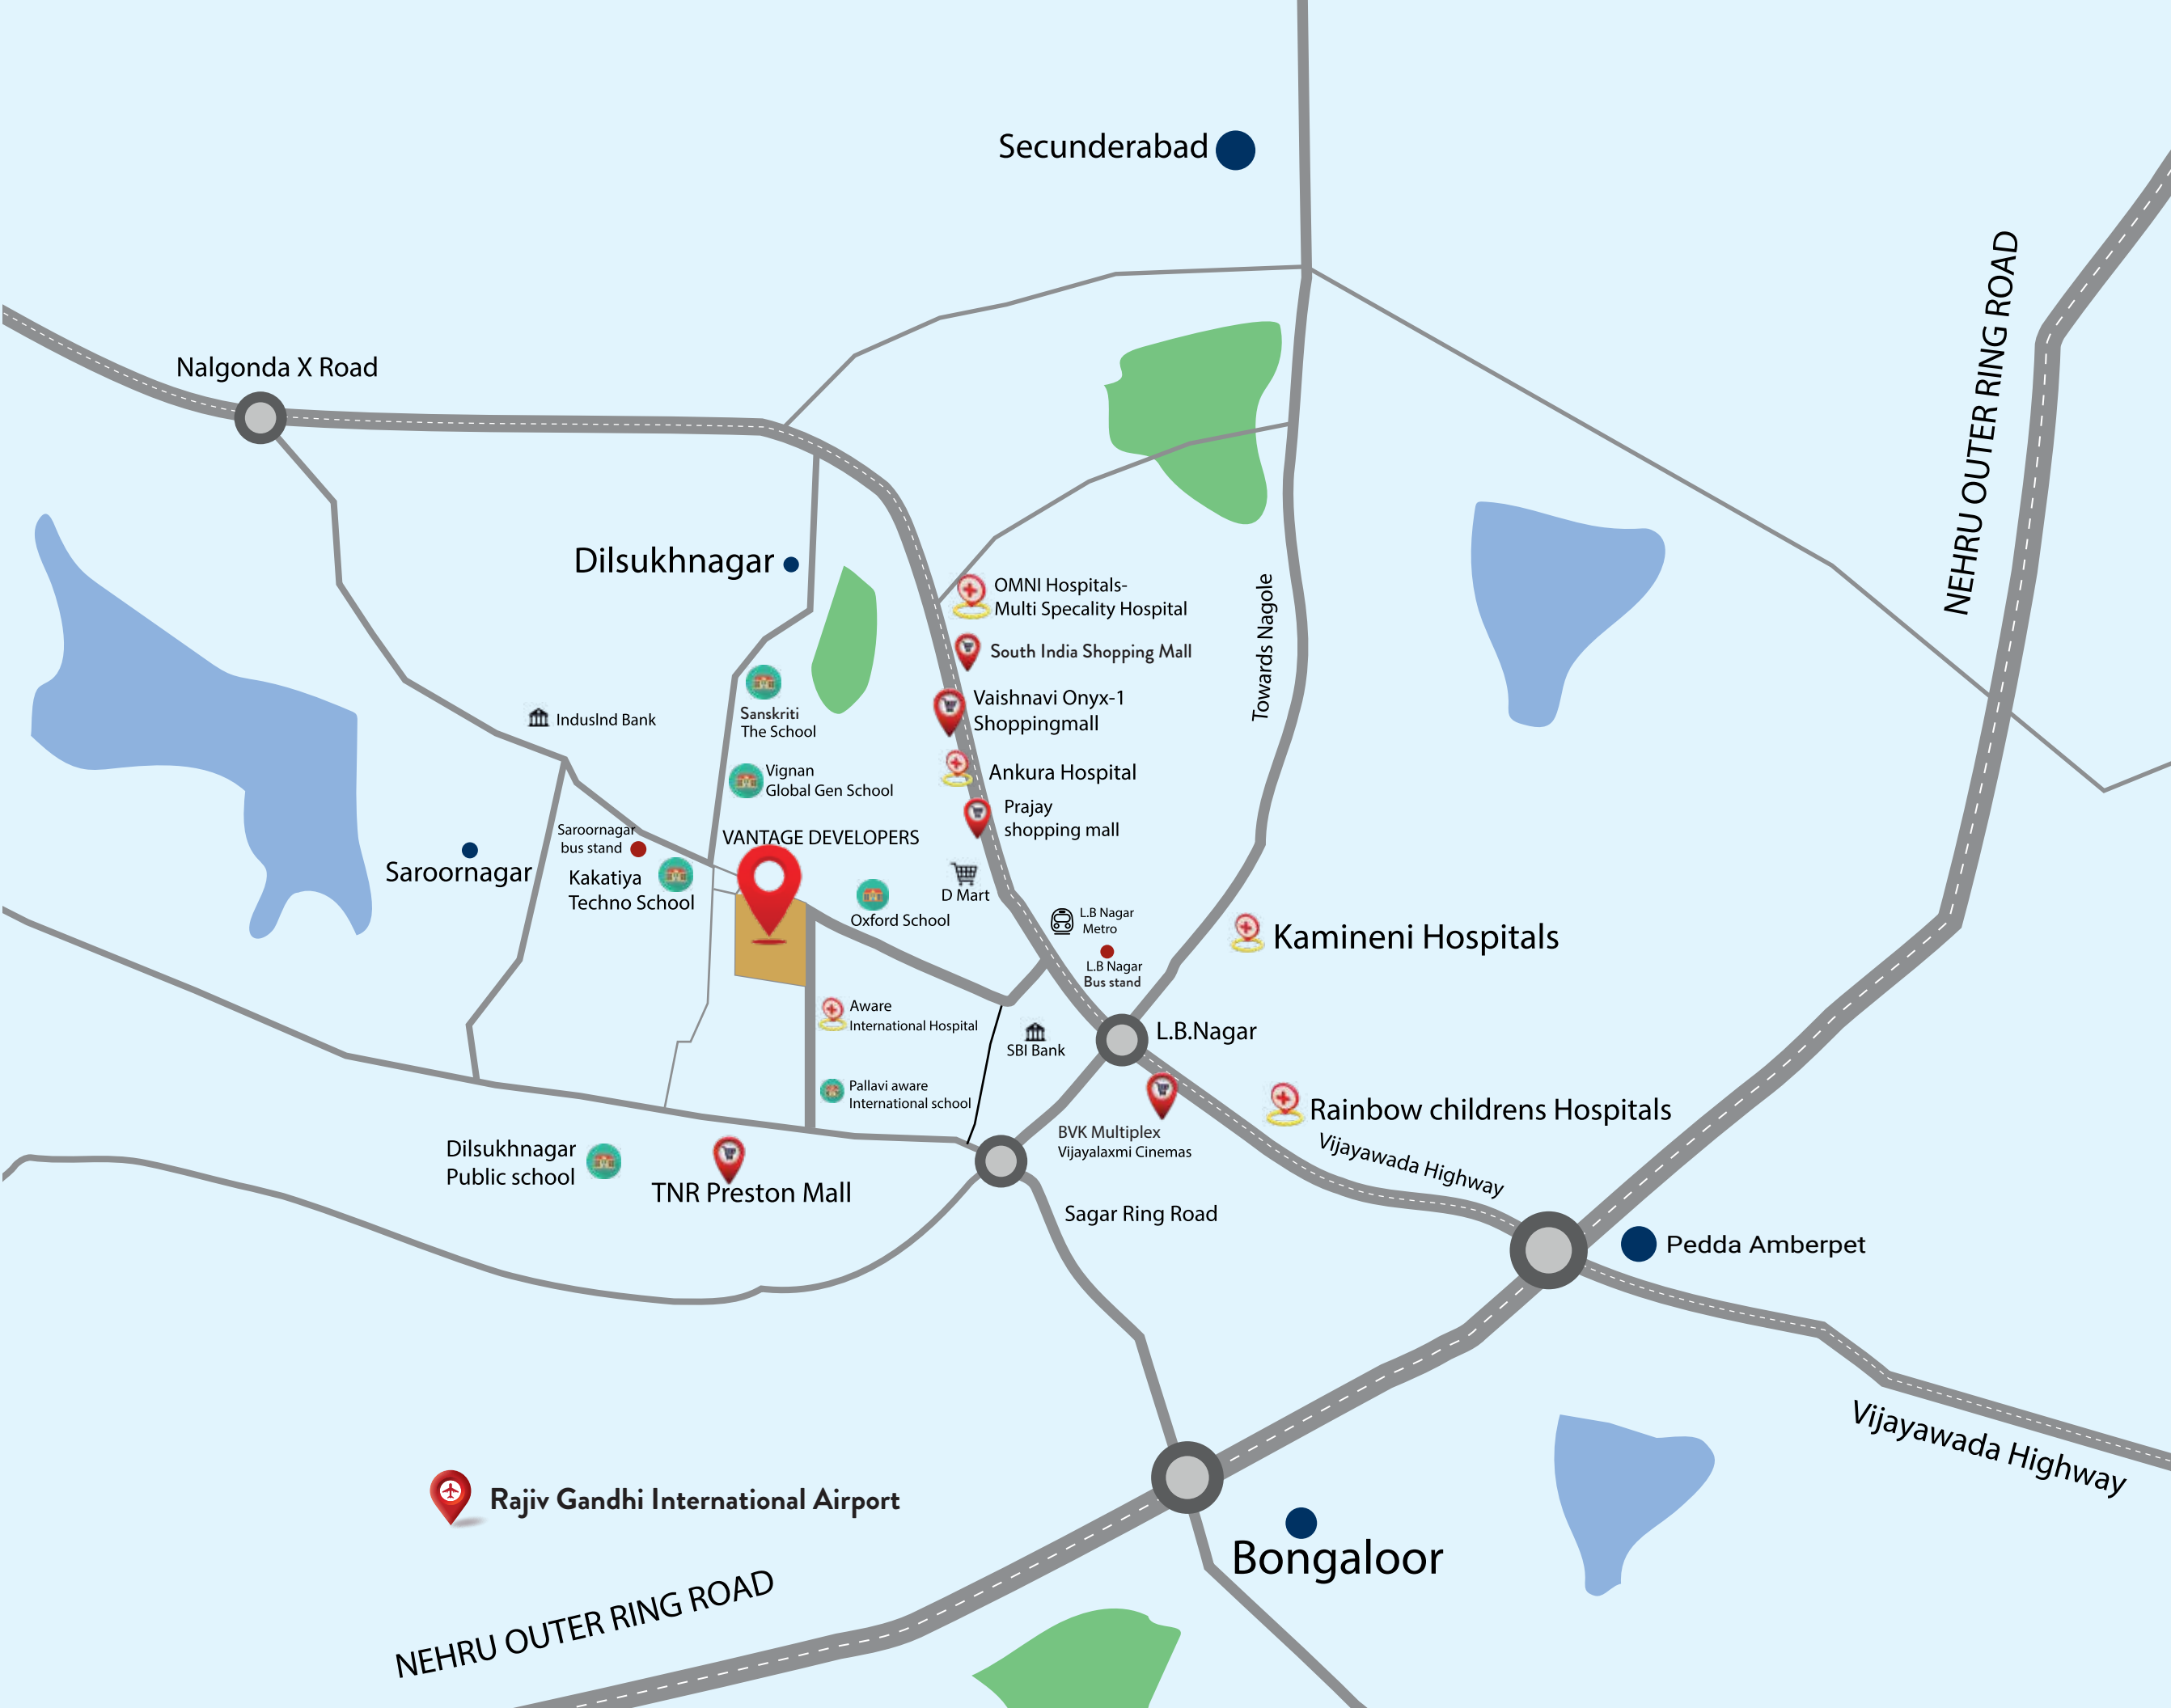 Secunderabad
NEHRU OUTER RING ROAD
Nalgonda X Road
Dilsukhnagar
OMNI Hospitals-
Multi Specality Hospital
South India Shopping Mall
Towards Nagole
Vaishnavi Onyx-1
Shoppingmall
Sanskriti
The School
IndusInd Bank
Ankura Hospital
Vignan
Global Gen School
Prajay
shopping mall
VANTAGE DEVELOPERS
Saroornagar
bus stand
Saroornagar
Kakatiya
Techno School
D Mart
Oxford School
L.B Nagar
Metro
L.B Nagar
Bus stand
Kamineni Hospitals
Aware
International Hospital
SBI Bank
L.B.Nagar
Pallavi aware
International school
Rainbow childrens Hospitals
BVK Multiplex
Vijayalaxmi Cinemas
Vijayawada Highway
Dilsukhnagar
Public school
TNR Preston Mall
Sagar Ring Road
Pedda Amberpet
Vijayawada Highway
Rajiv Gandhi International Airport
Bongaloor
NEHRU OUTER RING ROAD